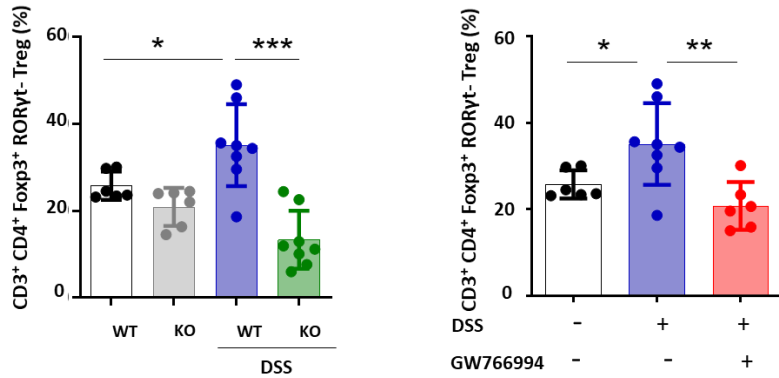 CD3⁺ CD4⁺ Foxp3⁺ RORγt- Treg (%)
60
40
20
0
*
***
WT
KO
WT
KO
DSS
CD3⁺ CD4⁺ Foxp3⁺ RORγt- Treg (%)
60
40
20
0
*
**
DSS - + +
GW766994 - - +